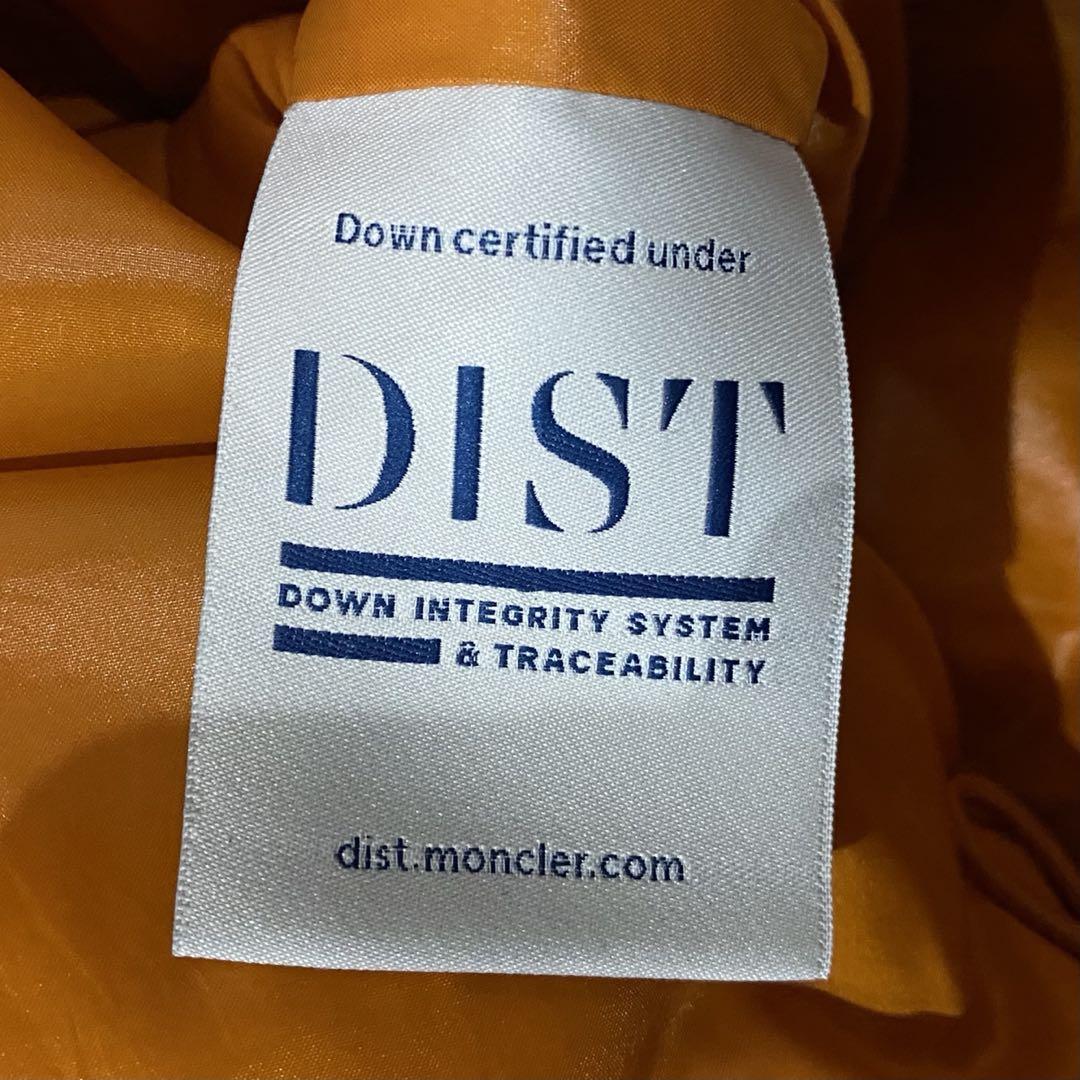 Down certified under
DIST
DOWN INTEGRITY SYSTEM
& TRACEABILITY
dist.moncler.com